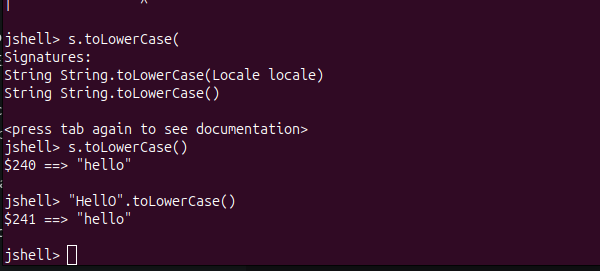 ^
jshell> s.toLowerCase(
Signatures:
String String.toLowerCase(Locale locale)
String String.toLowerCase()
<press tab again to see documentation>
jshell> s.toLowerCase()
$240 ==> "hello"
jshell> "HellO".toLowerCase()
$241 ==> "hello"
jshell>